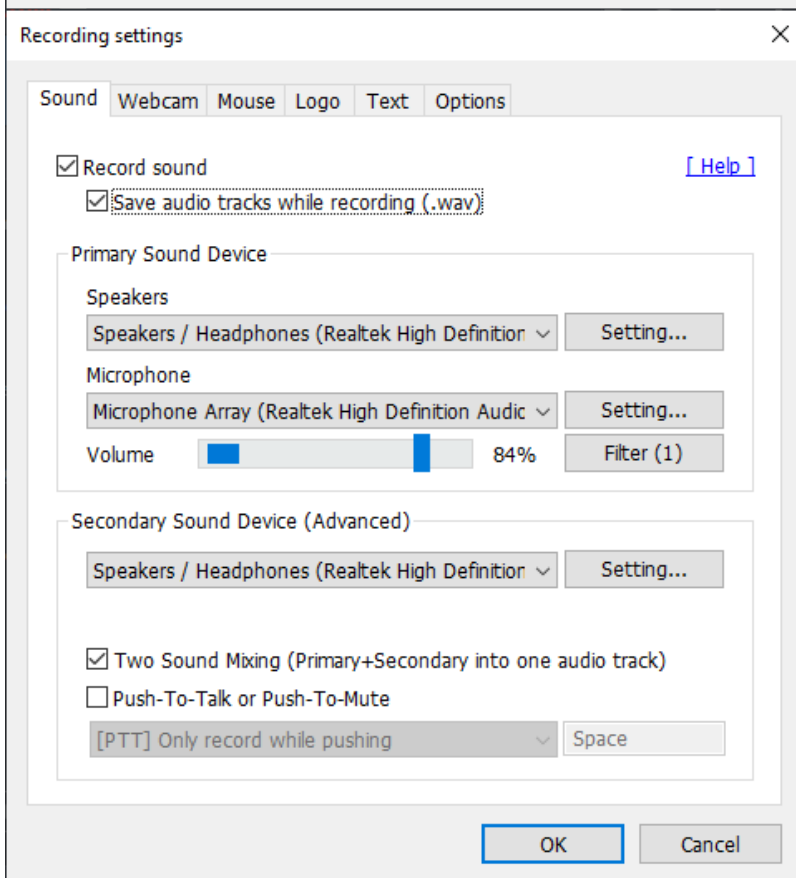 Recording settings
Sound Webcam Mouse Logo Text Options
Record sound [ Help ]
Save audio tracks while recording (.wav)
Primary Sound Device
Speakers
Speakers / Headphones (Realtek High Definition Setting...
Microphone
Microphone Array (Realtek High Definition Audic Setting...
Volume 84% Filter (1)
Secondary Sound Device (Advanced)
Speakers / Headphones (Realtek High Definition Setting...
Two Sound Mixing (Primary+Secondary into one audio track)
Push-To-Talk or Push-To-Mute
[PTT] Only record while pushing Space
OK Cancel